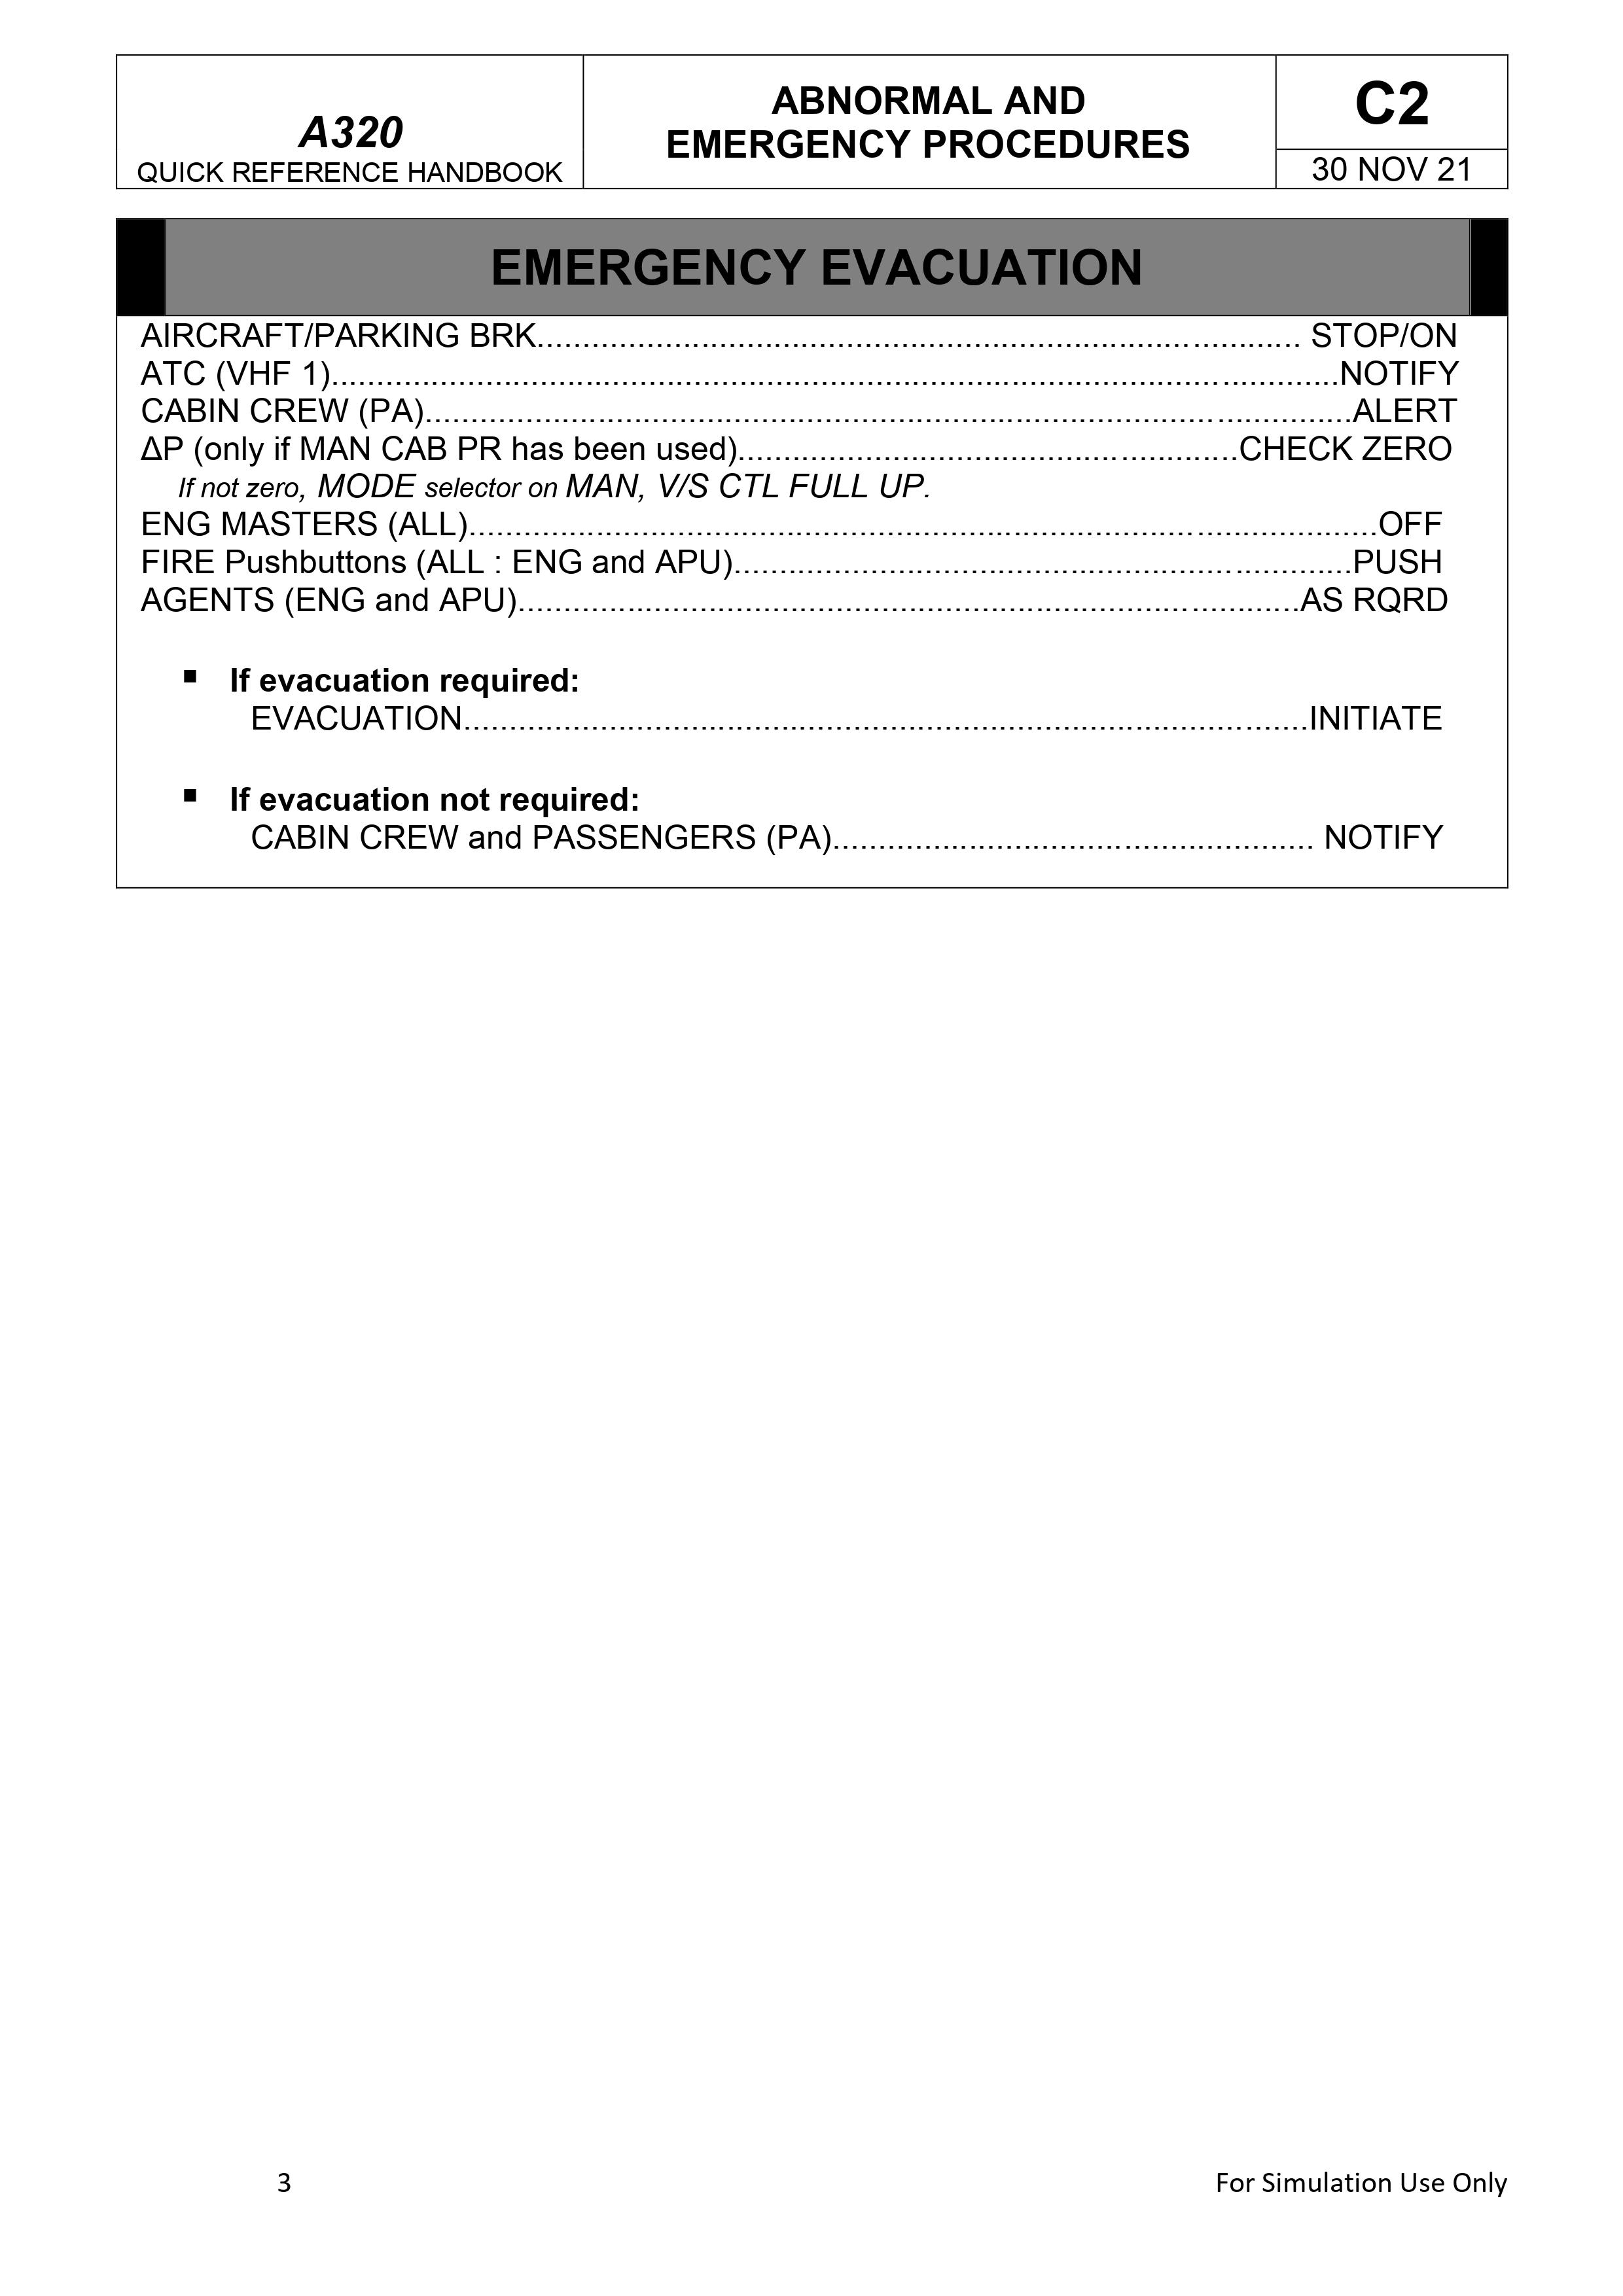 A320
QUICK REFERENCE HANDBOOK
ABNORMAL AND
EMERGENCY PROCEDURES
C2
30 NOV 21
EMERGENCY EVACUATION
AIRCRAFT/PARKING BRK.................................................................................... STOP/ON
ATC (VHF 1)...............................................................................................................NOTIFY
CABIN CREW (PA)......................................................................................................ALERT
ΔP (only if MAN CAB PR has been used).......................................................CHECK ZERO
If not zero, MODE selector on MAN, V/S CTL FULL UP.
ENG MASTERS (ALL)....................................................................................................OFF
FIRE Pushbuttons (ALL : ENG and APU)....................................................................PUSH
AGENTS (ENG and APU)......................................................................................AS RQRD
▪ If evacuation required:
EVACUATION.............................................................................................INITIATE
▪ If evacuation not required:
CABIN CREW and PASSENGERS (PA)..................................................... NOTIFY
3
For Simulation Use Only